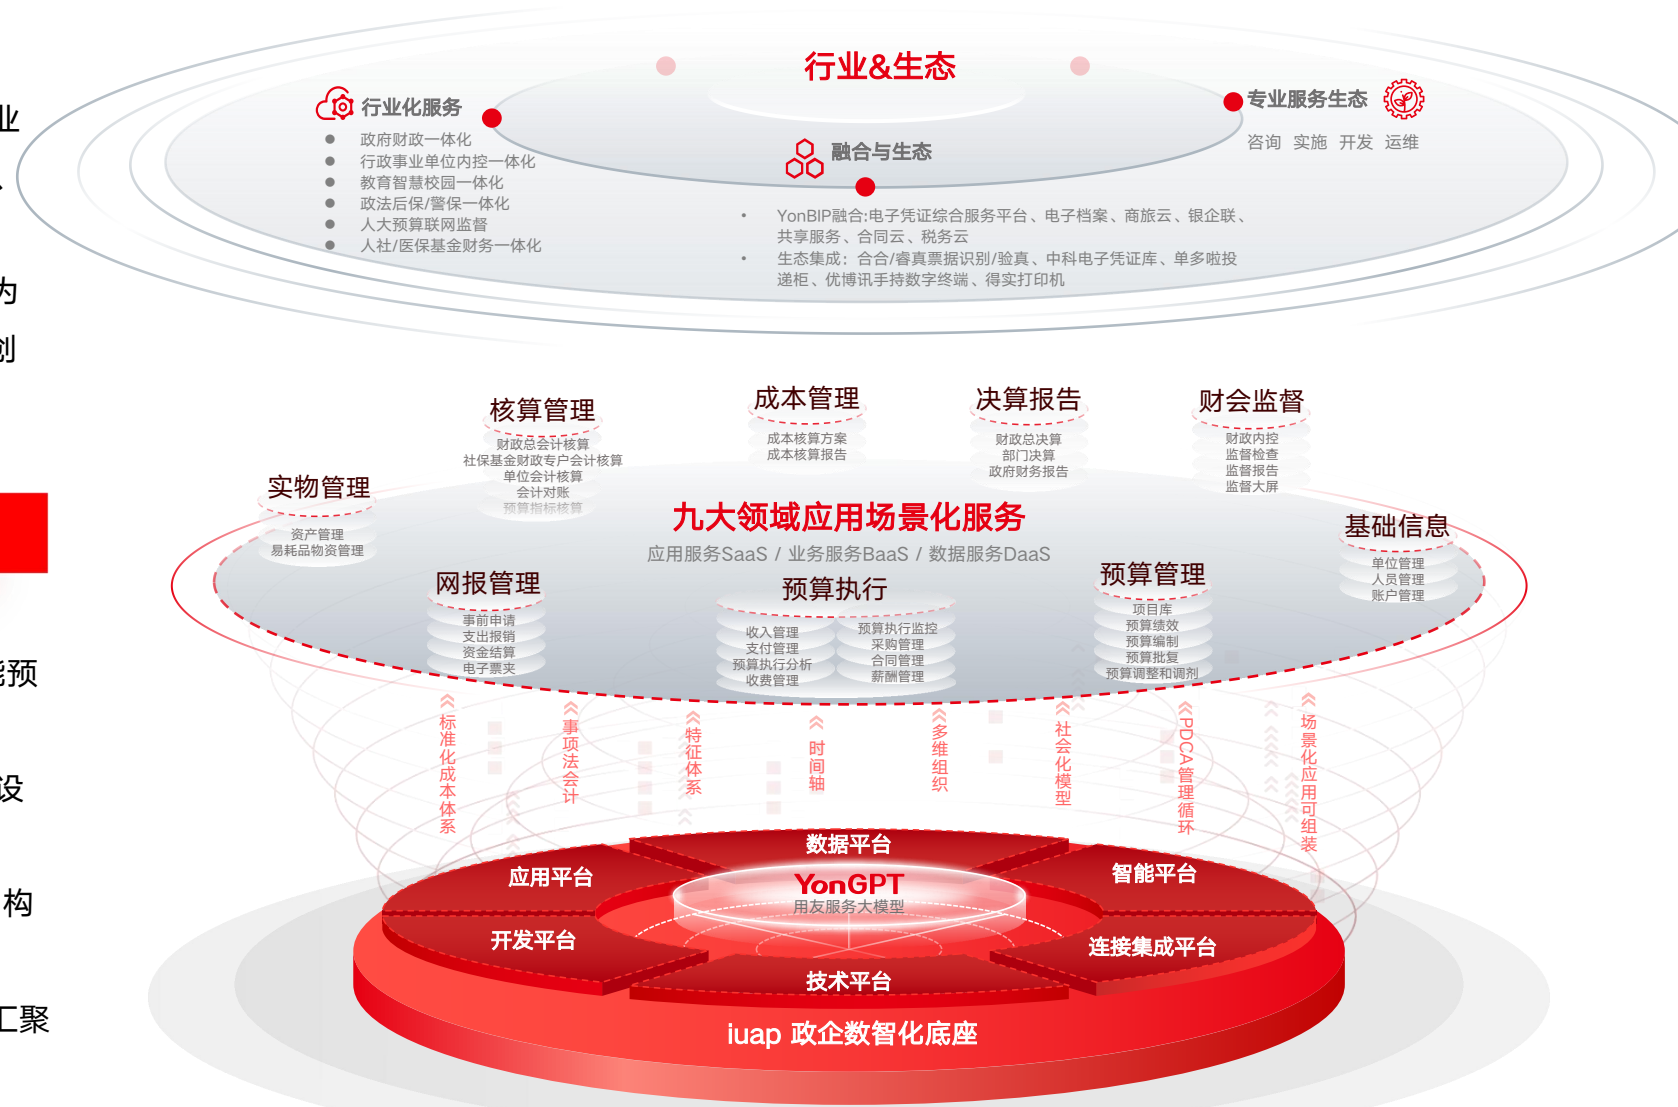 业
、
为
创
能预
设
构
汇聚
行业&生态
行业化服务
政府财政一体化
行政事业单位内控一体化
教育智慧校园一体化
政法后保/警保一体化
人大预算联网监督
人社/医保基金财务一体化
融合与生态
YonBIP融合:电子凭证综合服务平台、电子档案、商旅云、银企联、
共享服务、合同云、税务云
生态集成：合合/睿真票据识别/验真、中科电子凭证库、单多啦投
递柜、优博讯手持数字终端、得实打印机
专业服务生态
咨询 实施 开发 运维
核算管理
财政总会计核算
社保基金财政专户会计核算
单位会计核算
会计对账
预算指标核算
成本管理
成本核算方案
成本核算报告
决算报告
财政总决算
部门决算
政府财务报告
财会监督
财政内控
监督检查
监督报告
监督大屏
实物管理
资产管理
易耗品物资管理
九大领域应用场景化服务
应用服务SaaS / 业务服务BaaS / 数据服务DaaS
基础信息
单位管理
人员管理
账户管理
网报管理
事前申请
支出报销
资金结算
电子票夹
预算执行
收入管理
支付管理
预算执行分析
收费管理
预算执行监控
采购管理
合同管理
薪酬管理
预算管理
项目库
预算绩效
预算编制
预算批复
预算调整和调剂
标准化成本体系
事项法会计
特征体系
时间轴
多维组织
社会化模型
PDCA管理循环
场景化应用可组装
数据平台
应用平台
智能平台
YonGPT
用友服务大模型
开发平台
连接集成平台
技术平台
iuap 政企数智化底座